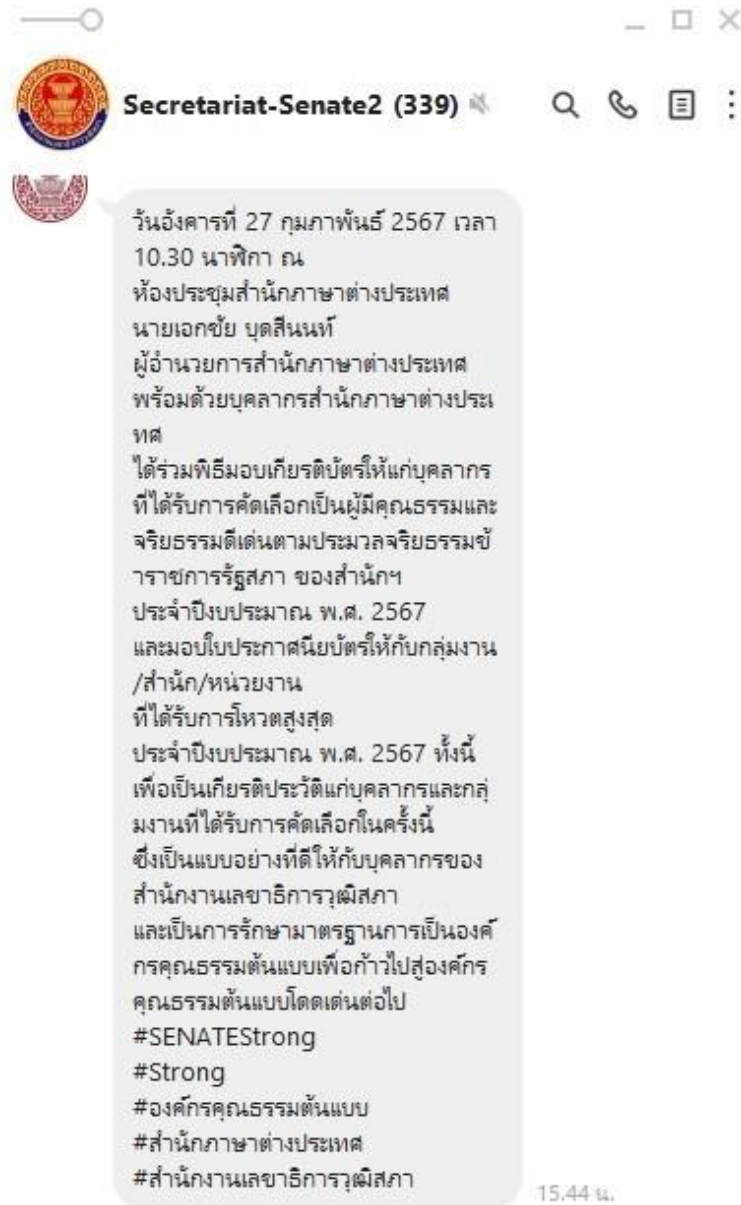 Secretariat-Senate2 (339)
วันอังคารที่ 27 กุมภาพันธ์ 2567 เวลา
10.30 นาฬิกา ณ
ห้องประชุมสำนักภาษาต่างประเทศ
นายเอกชัย บุดสีนนท์
ผู้อำนวยการสำนักภาษาต่างประเทศ
พร้อมด้วยบุคลากรสำนักภาษาต่างประเ
ทศ
ได้ร่วมพิธีมอบเกียรติบัตรให้แก่บุคลากร
ที่ได้รับการคัดเลือกเป็นผู้มีคุณธรรมและ
จริยธรรมดีเด่นตามประมวลจริยธรรมข้
าราชการรัฐสภา ของสำนักฯ
ประจำปีงบประมาณ พ.ศ. 2567
และมอบใบประกาศนียบัตรให้กับกลุ่มงาน
/สำนัก/หน่วยงาน
ที่ได้รับการโหวตสูงสุด
ประจำปีงบประมาณ พ.ศ. 2567 ทั้งนี้
เพื่อเป็นเกียรติประวัติแก่บุคลากรและกลุ่
มงานที่ได้รับการคัดเลือกในครั้งนี้
ซึ่งเป็นแบบอย่างที่ดีให้กับบุคลากรของ
สำนักงานเลขาธิการวุฒิสภา
และเป็นการรักษามาตรฐานการเป็นองค์
กรคุณธรรมต้นแบบเพื่อก้าวไปสู่องค์กร
คุณธรรมต้นแบบโดดเด่นต่อไป
#SENATEStrong
#Strong
#องค์กรคุณธรรมต้นแบบ
#สำนักภาษาต่างประเทศ
#สำนักงานเลขาธิการวุฒิสภา
15.44 น.